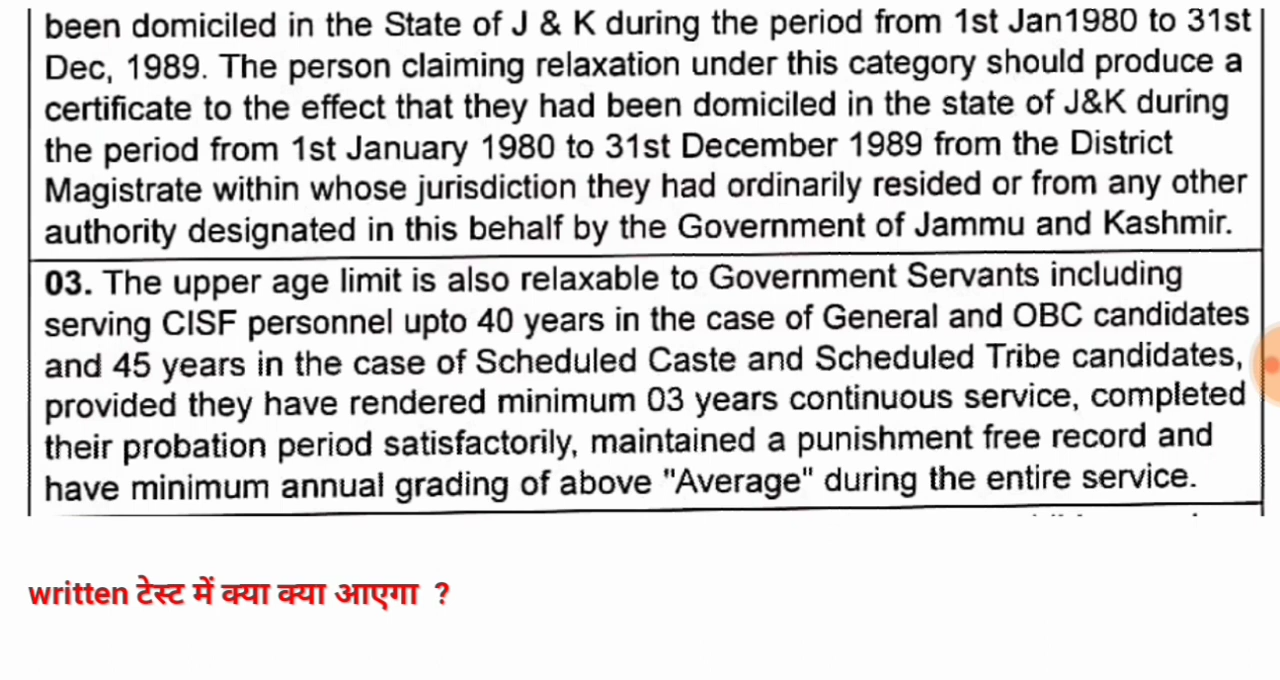 been domiciled in the State of J & K during the period from 1st Jan1980 to 31st
Dec, 1989. The person claiming relaxation under this category should produce a
certificate to the effect that they had been domiciled in the state of J&K during
the period from 1st January 1980 to 31st December 1989 from the District
Magistrate within whose jurisdiction they had ordinarily resided or from any other
authority designated in this behalf by the Government of Jammu and Kashmir.
03. The upper age limit is also relaxable to Government Servants including
serving CISF personnel upto 40 years in the case of General and OBC candidates
and 45 years in the case of Scheduled Caste and Scheduled Tribe candidates,
provided they have rendered minimum 03 years continuous service, completed
their probation period satisfactorily, maintained a punishment free record and
have minimum annual grading of above "Average" during the entire service.
written टेस्ट में क्या क्या आएगा ?